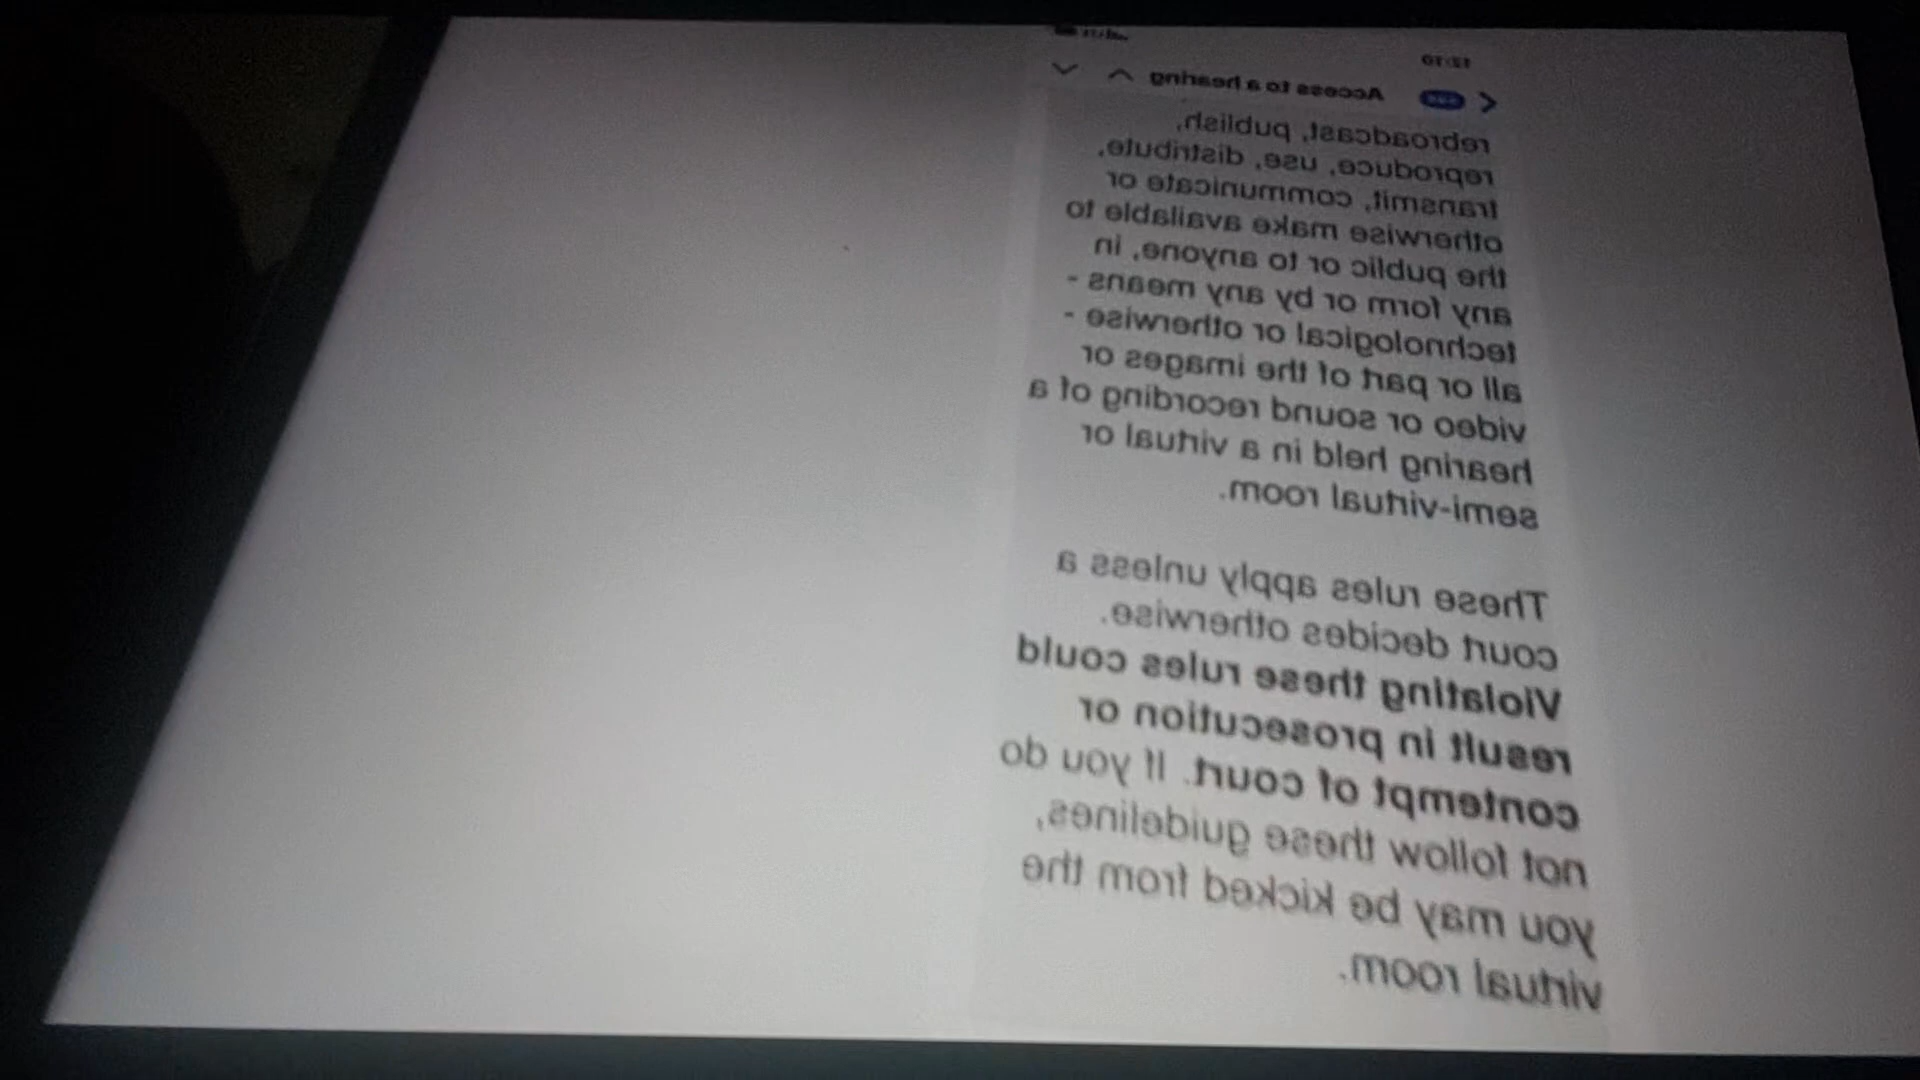 13:10
Access to a hearing
rebroadcast, publish,
reproduce, use, distribute,
transmit, communicate or
otherwise make available to
the public or to anyone, in
any form or by any means -
technological or otherwise -
all or part of the images or
video or sound recording of a
hearing held in a virtual or
semi-virtual room.
These rules apply unless a
court decides otherwise.
Violating these rules could
result in prosecution or
contempt of court. If you do
not follow these guidelines,
you may be kicked from the
virtual room.